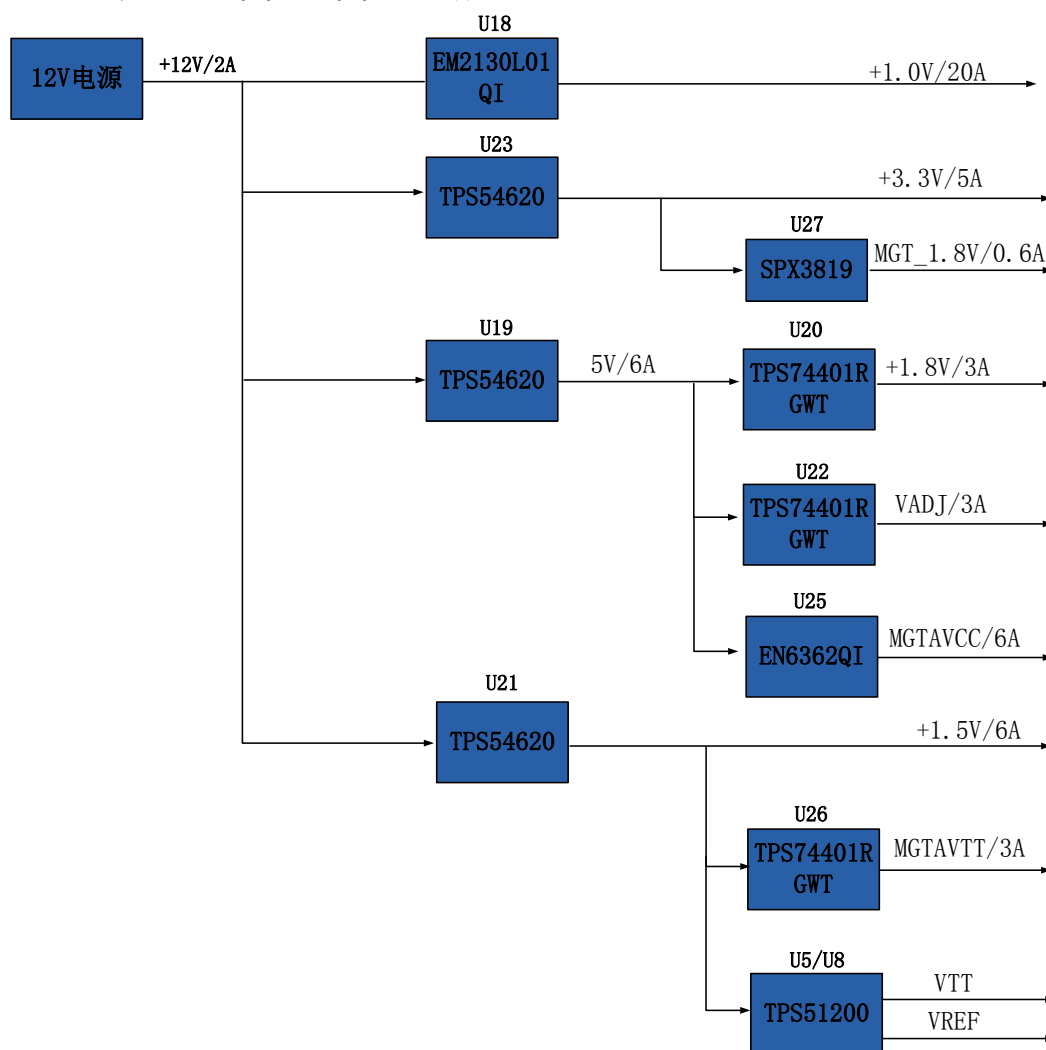 U18
12V电源
+12V/2A
EM2130L01
QI
+1.0V/20A
U23
TPS54620
+3.3V/5A
U27
SPX3819
MGT_1.8V/0.6A
U19
TPS54620
5V/6A
U20
TPS74401R
GWT
+1.8V/3A
U22
TPS74401R
GWT
VADJ/3A
U25
EN6362QI
MGTAVCC/6A
U21
TPS54620
+1.5V/6A
U26
TPS74401R
GWT
MGTAVTT/3A
U5/U8
TPS51200
VTT
VREF